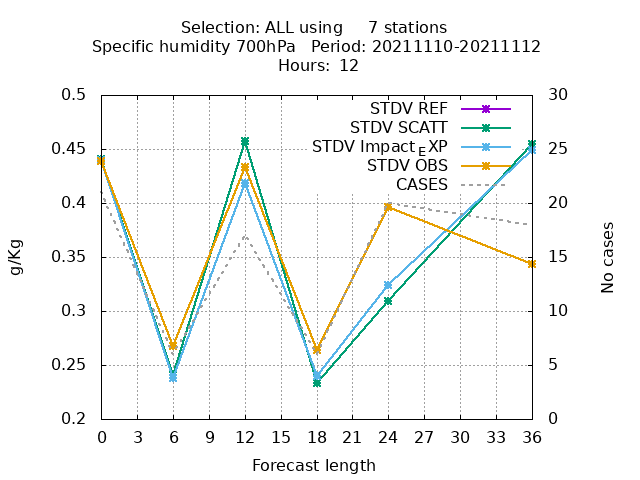 Selection: ALL using     7 stations
Specific humidity 700hPa   Period: 20211110-20211112
Hours:  12
0.5
0.45
0.4
0.35
0.3
0.25
0.2
g/Kg
30
25
20
15
10
5
0
No cases
STDV REF
STDV SCATT
STDV Impact_EXP
STDV OBS
CASES
0 3 6 9 12 15 18 21 24 27 30 33 36
Forecast length